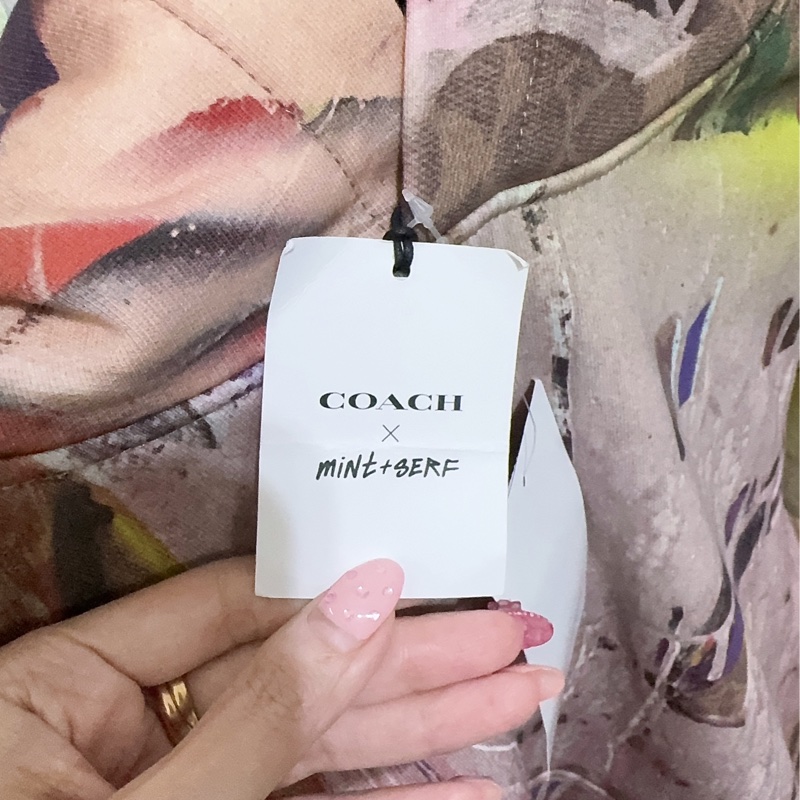 COACH
×
mint+SERF